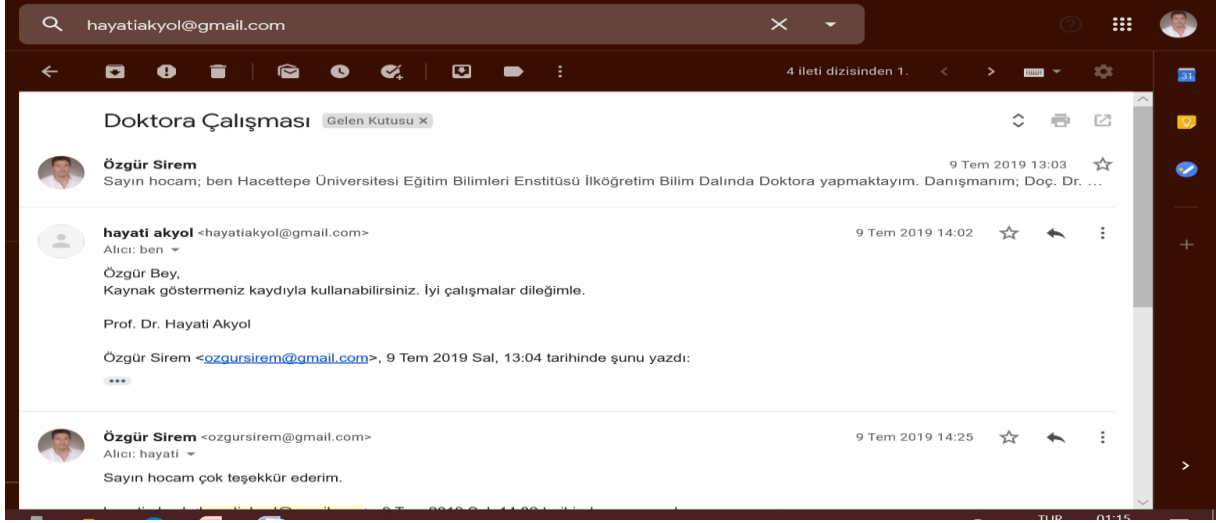 hayatiakyol@gmail.com
4 ileti dizisinden 1.
31
Doktora Çalışması Gelen Kutusu x
Özgür Sirem 9 Tem 2019 13:03
Sayın hocam; ben Hacettepe Üniversitesi Eğitim Bilimleri Enstitüsü İlköğretim Bilim Dalında Doktora yapmaktayım. Danışmanım; Doç. Dr. ...
hayati akyol <hayatiakyol@gmail.com> 9 Tem 2019 14:02
Alıcı: ben
Özgür Bey,
Kaynak göstermeniz kaydıyla kullanabilirsiniz. İyi çalışmalar dileğimle.
Prof. Dr. Hayati Akyol
Özgür Sirem <ozgursirem@gmail.com>, 9 Tem 2019 Sal, 13:04 tarihinde şunu yazdı:
Özgür Sirem <ozgursirem@gmail.com> 9 Tem 2019 14:25
Alıcı: hayati
Sayın hocam çok teşekkür ederim.
TUR 01:15